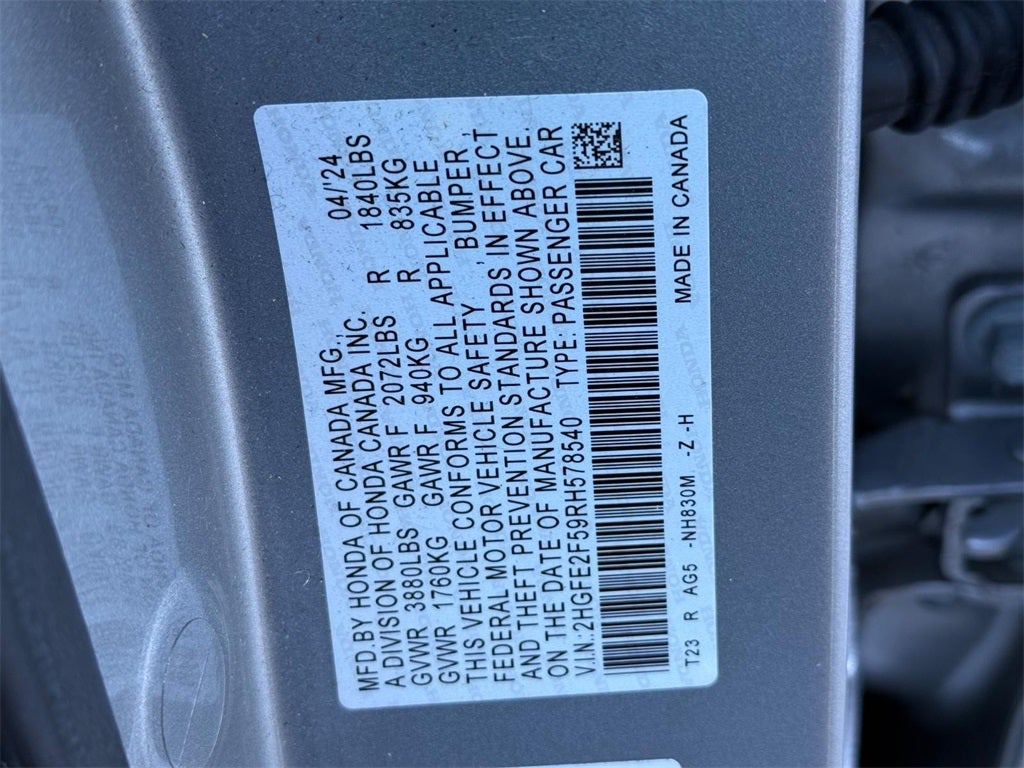 MFD.BY HONDA OF CANADA MFG., 04/'24
A DIVISION OF HONDA CANADA INC.
GVWR 3880LBS GAWR F 2072LBS R 1840LBS
GVWR 1760KG GAWR F 940KG R 835KG
THIS VEHICLE CONFORMS TO ALL APPLICABLE
FEDERAL MOTOR VEHICLE SAFETY , BUMPER ,
AND THEFT PREVENTION STANDARDS IN EFFECT
ON THE DATE OF MANUFACTURE SHOWN ABOVE.
V.I.N.:2HGFE2F59RH578540 TYPE: PASSENGER CAR
T23 R AG5 -NH830M -Z -H MADE IN CANADA